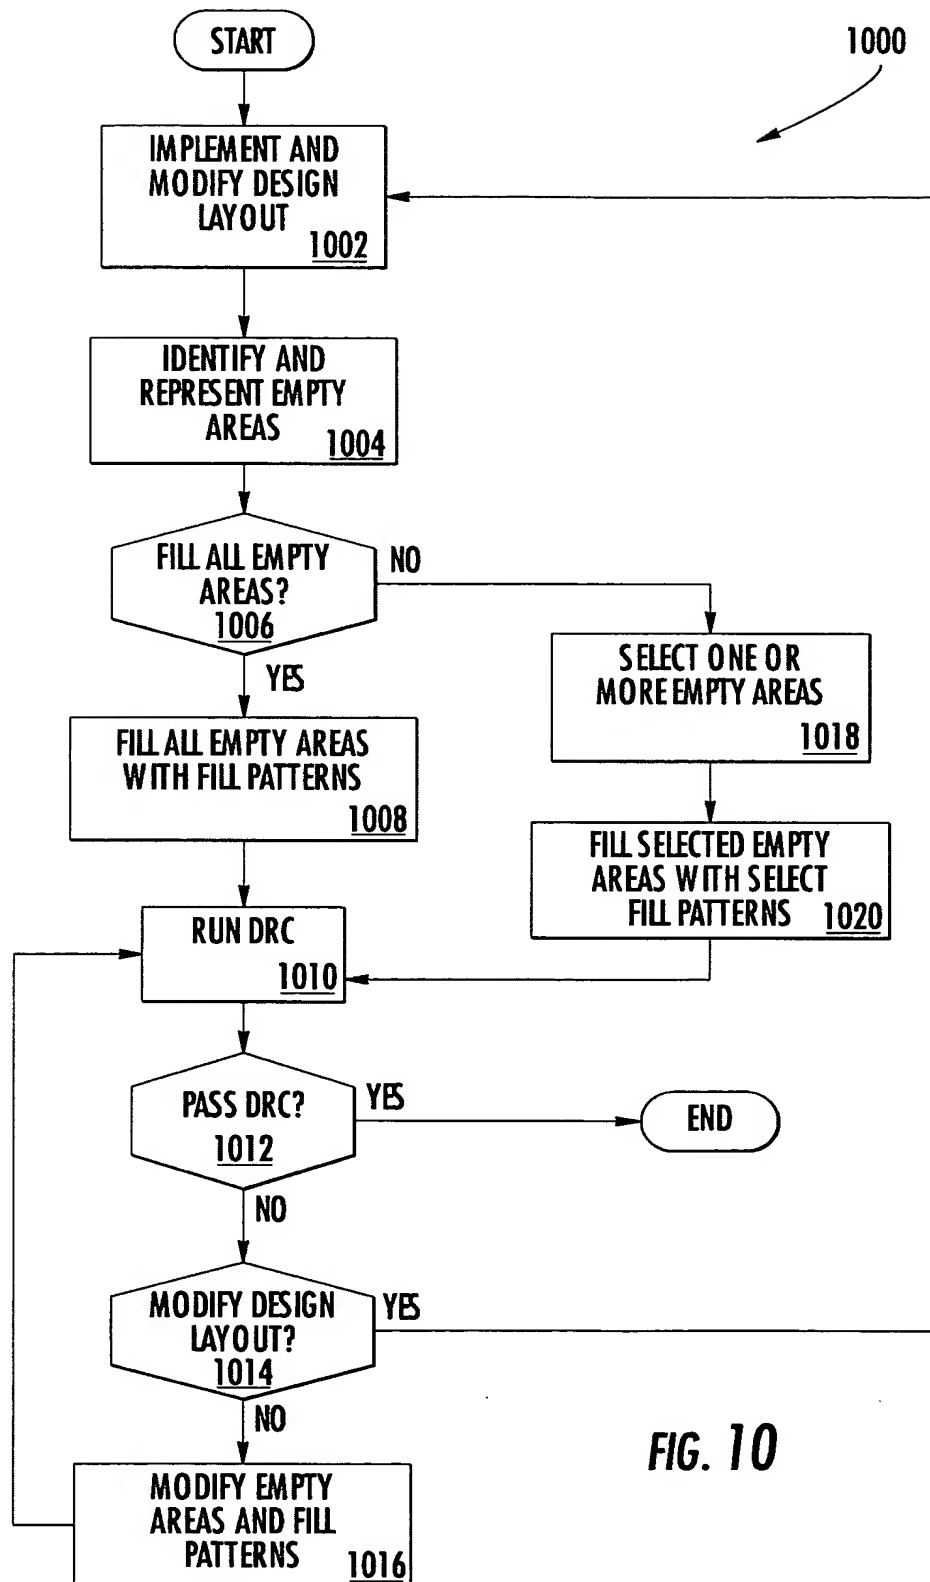 START
1000
IMPLEMENT AND
MODIFY DESIGN
LAYOUT
1002
IDENTIFY AND
REPRESENT EMPTY
AREAS
1004
FILL ALL EMPTY
AREAS?
1006
NO
YES
SELECT ONE OR
MORE EMPTY AREAS
1018
FILL ALL EMPTY AREAS
WITH FILL PATTERNS
1008
FILL SELECTED EMPTY
AREAS WITH SELECT
FILL PATTERNS
1020
RUN DRC
1010
PASS DRC?
1012
YES
END
NO
MODIFY DESIGN
LAYOUT?
1014
YES
NO
FIG. 10
MODIFY EMPTY
AREAS AND FILL
PATTERNS
1016